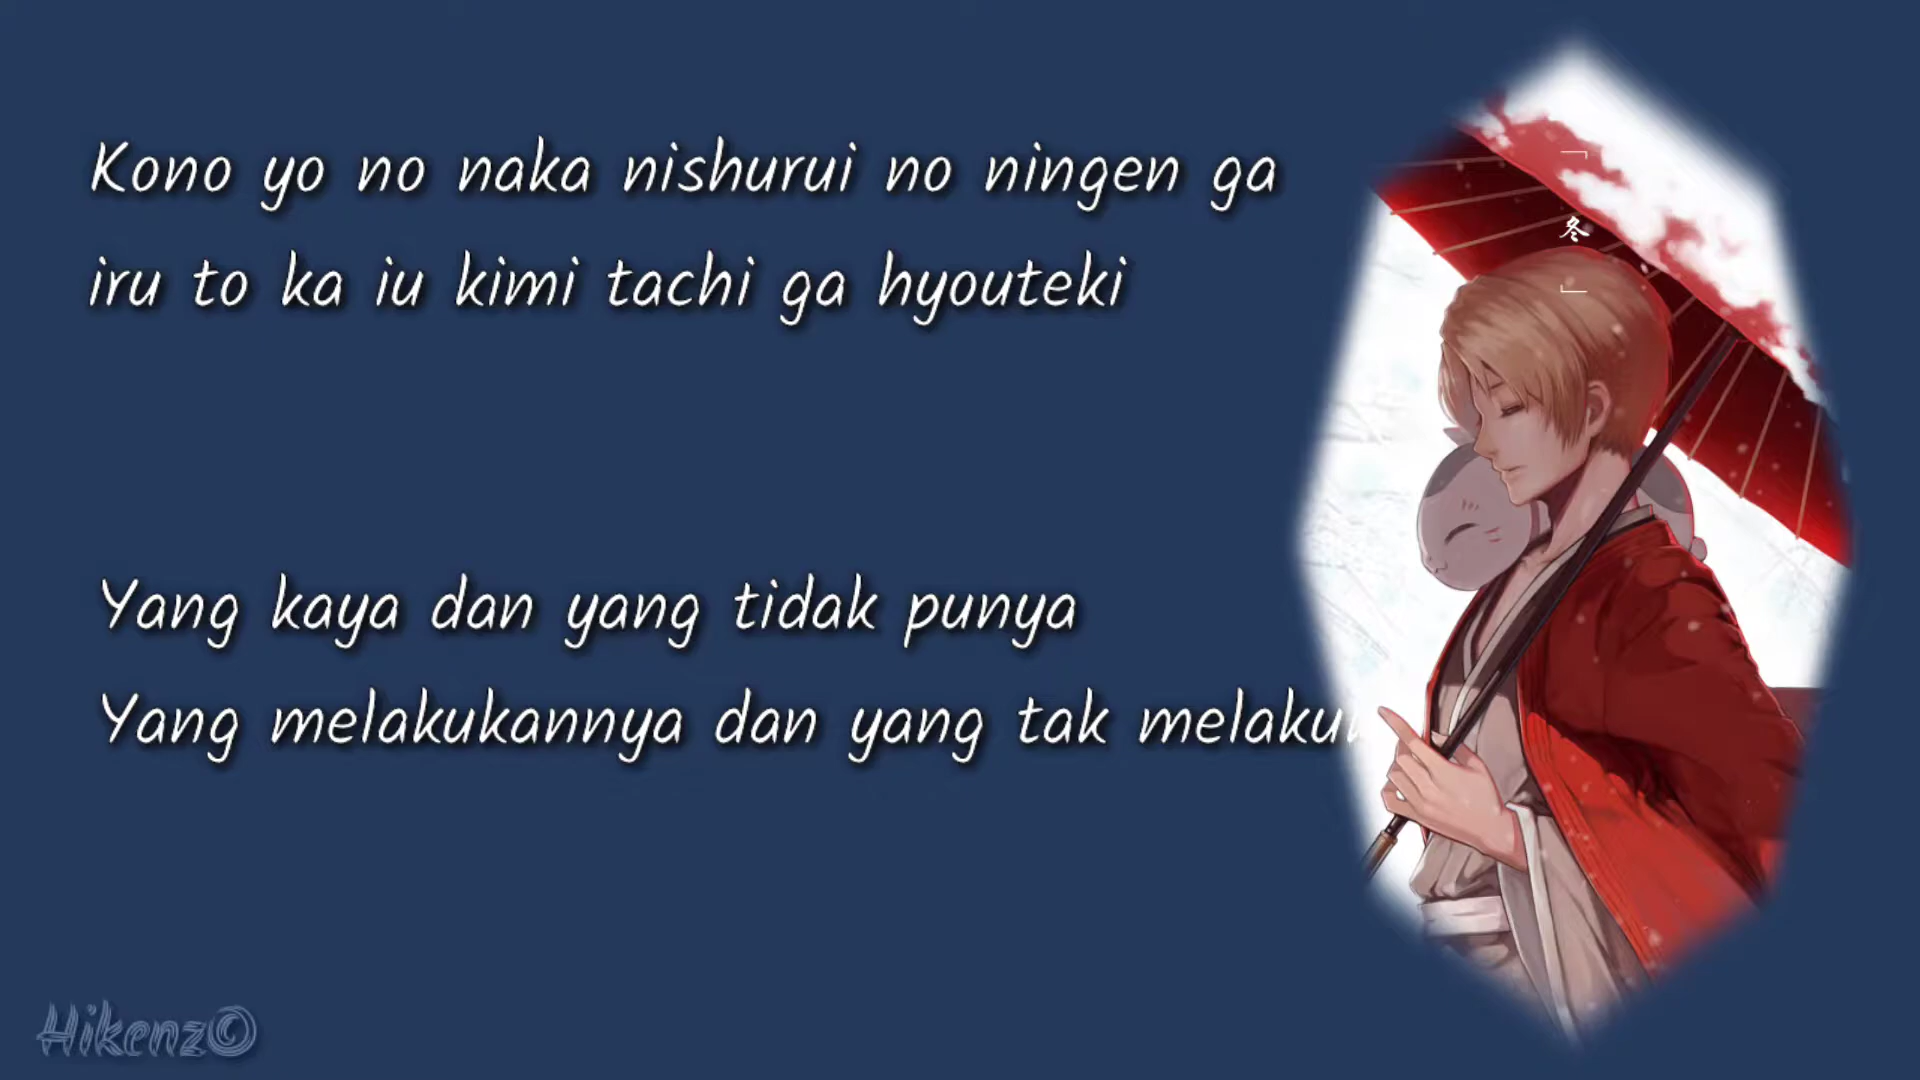 Kono yo no naka nishurui no ningen ga
iru to ka iu kimi tachi ga hyouteki
「冬」
Yang kaya dan yang tidak punya
Yang melakukannya dan yang tak
Hikenz©